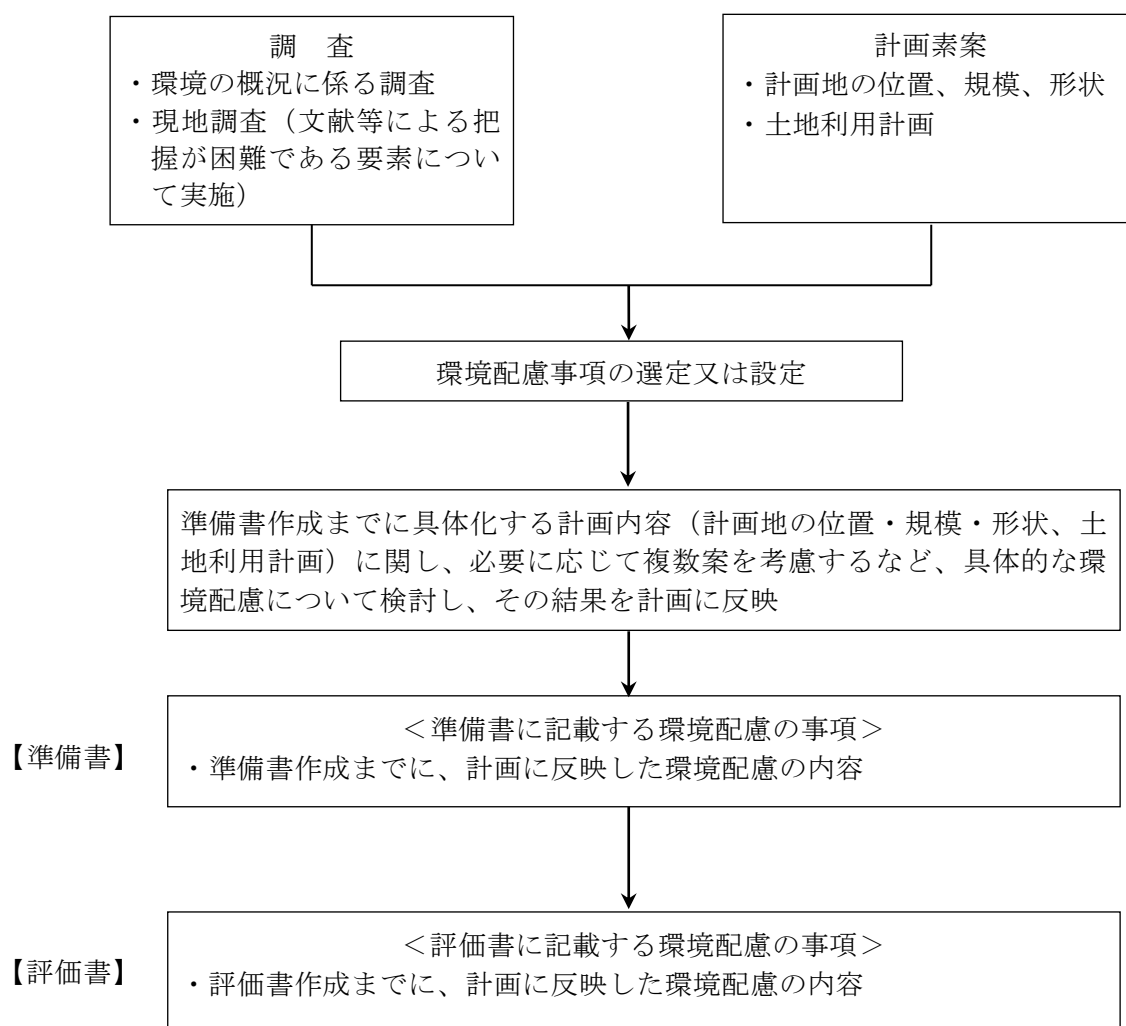 調　査
・環境の概況に係る調査
・現地調査（文献等による把
握が困難である要素につい
て実施）
計画素案
・計画地の位置、規模、形状
・土地利用計画
環境配慮事項の選定又は設定
準備書作成までに具体化する計画内容（計画地の位置・規模・形状、土
地利用計画）に関し、必要に応じて複数案を考慮するなど、具体的な環
境配慮について検討し、その結果を計画に反映
【準備書】
＜準備書に記載する環境配慮の事項＞
・準備書作成までに、計画に反映した環境配慮の内容
【評価書】
＜評価書に記載する環境配慮の事項＞
・評価書作成までに、計画に反映した環境配慮の内容